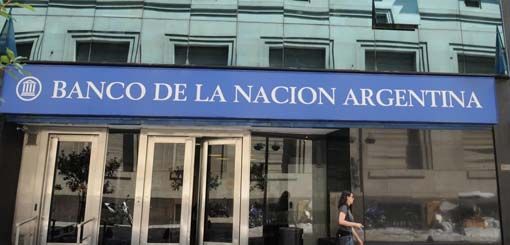 BANCO DE LA NACION ARGENTINA